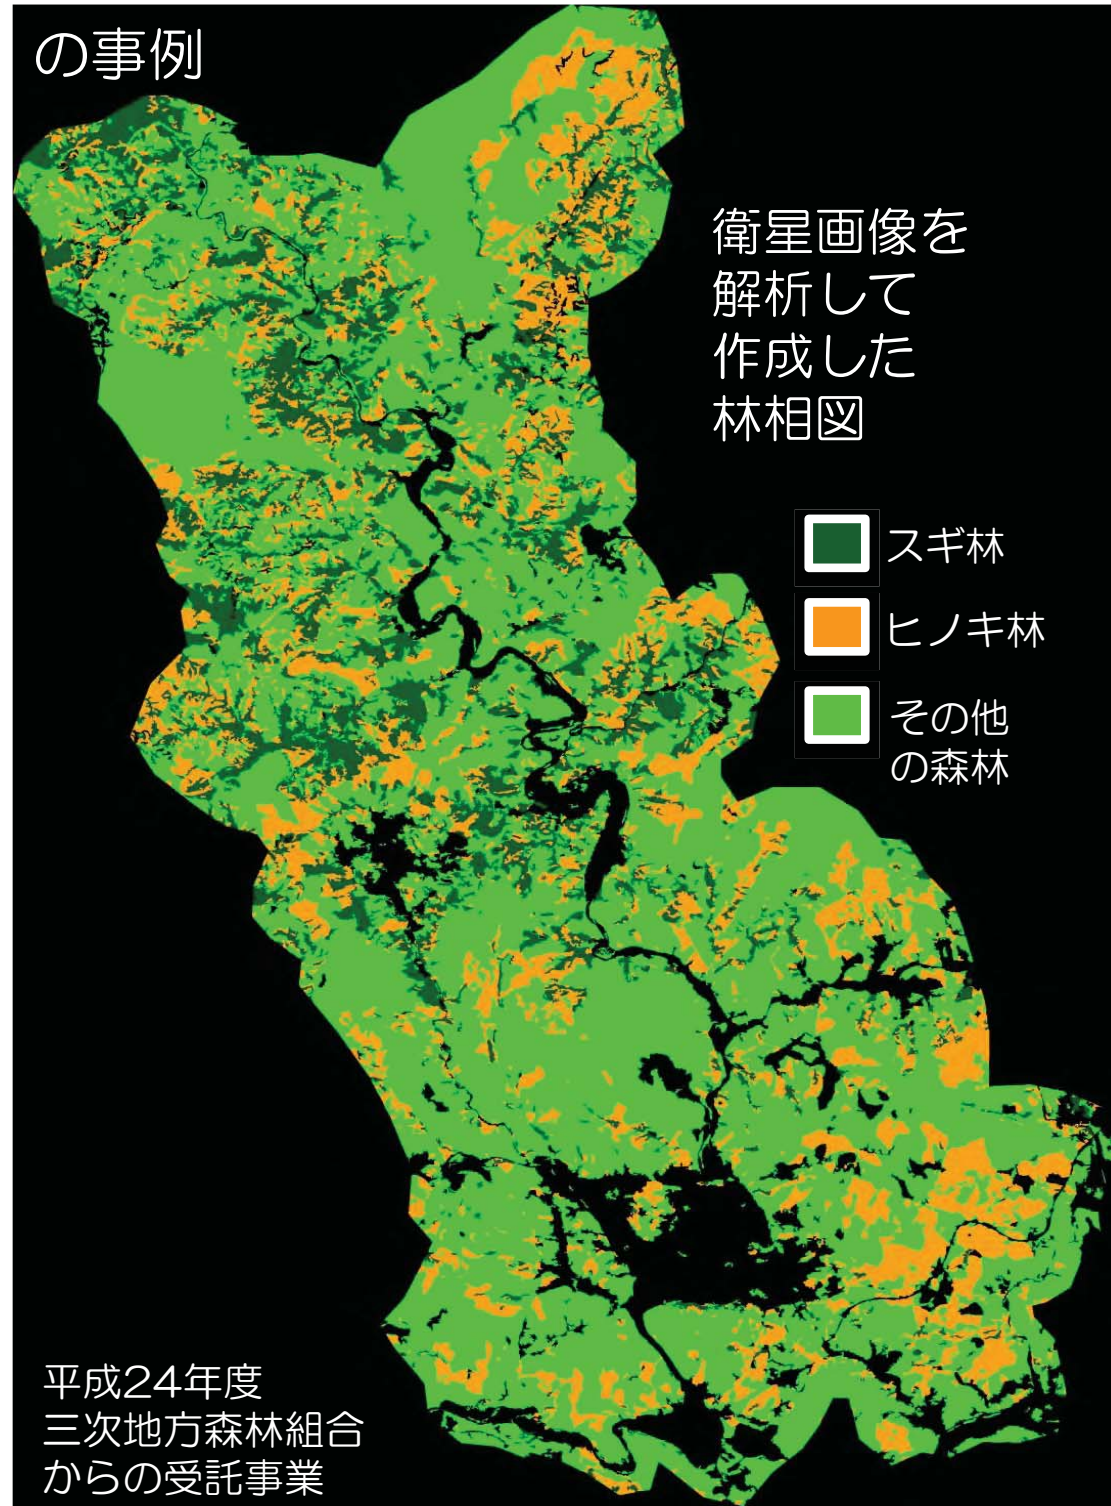 の事例
衛星画像を
解析して
作成した
林相図
スギ林
ヒノキ林
その他
の森林
平成24年度
三次地方森林組合
からの受託事業